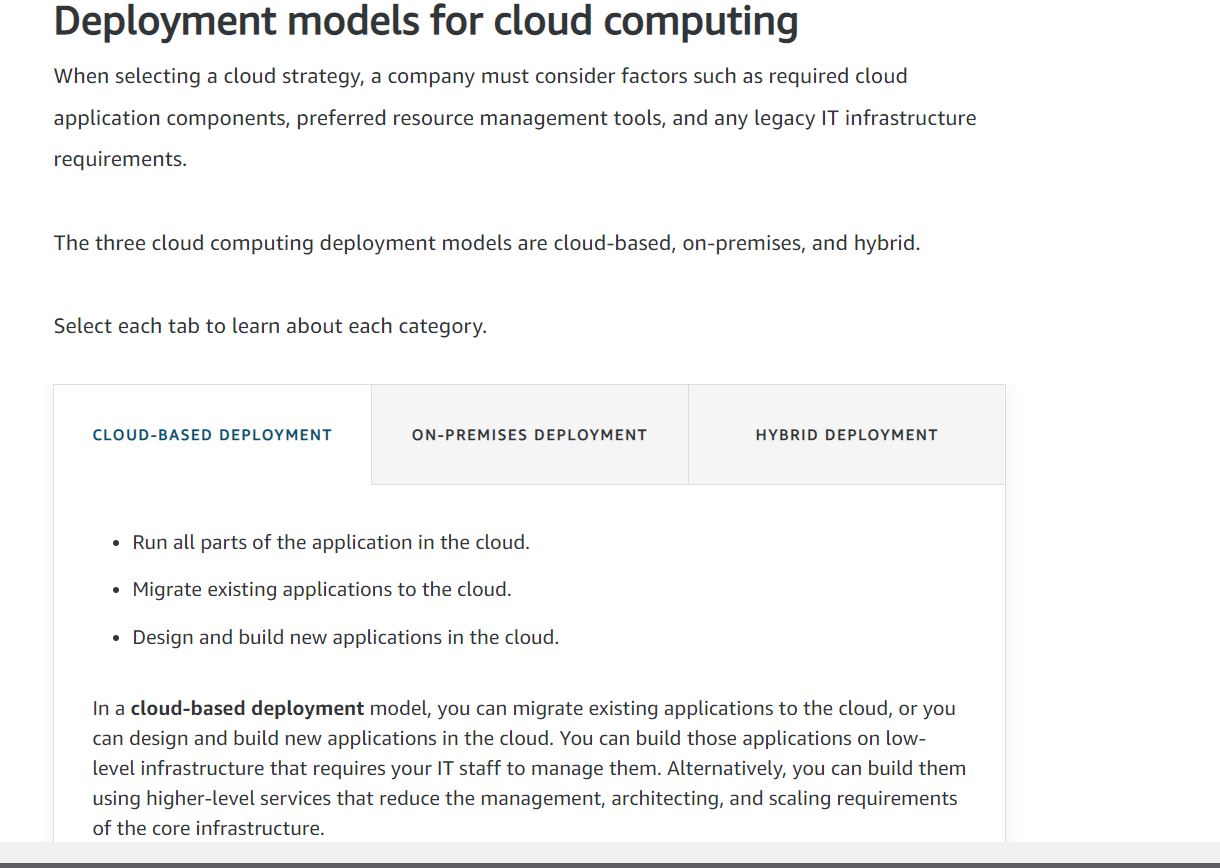 Deployment models for cloud computing
When selecting a cloud strategy, a company must consider factors such as required cloud
application components, preferred resource management tools, and any legacy IT infrastructure
requirements.
The three cloud computing deployment models are cloud-based, on-premises, and hybrid.
Select each tab to learn about each category.
CLOUD-BASED DEPLOYMENT
ON-PREMISES DEPLOYMENT
HYBRID DEPLOYMENT
• Run all parts of the application in the cloud.
• Migrate existing applications to the cloud.
• Design and build new applications in the cloud.
In a cloud-based deployment model, you can migrate existing applications to the cloud, or you
can design and build new applications in the cloud. You can build those applications on low-
level infrastructure that requires your IT staff to manage them. Alternatively, you can build them
using higher-level services that reduce the management, architecting, and scaling requirements
of the core infrastructure.